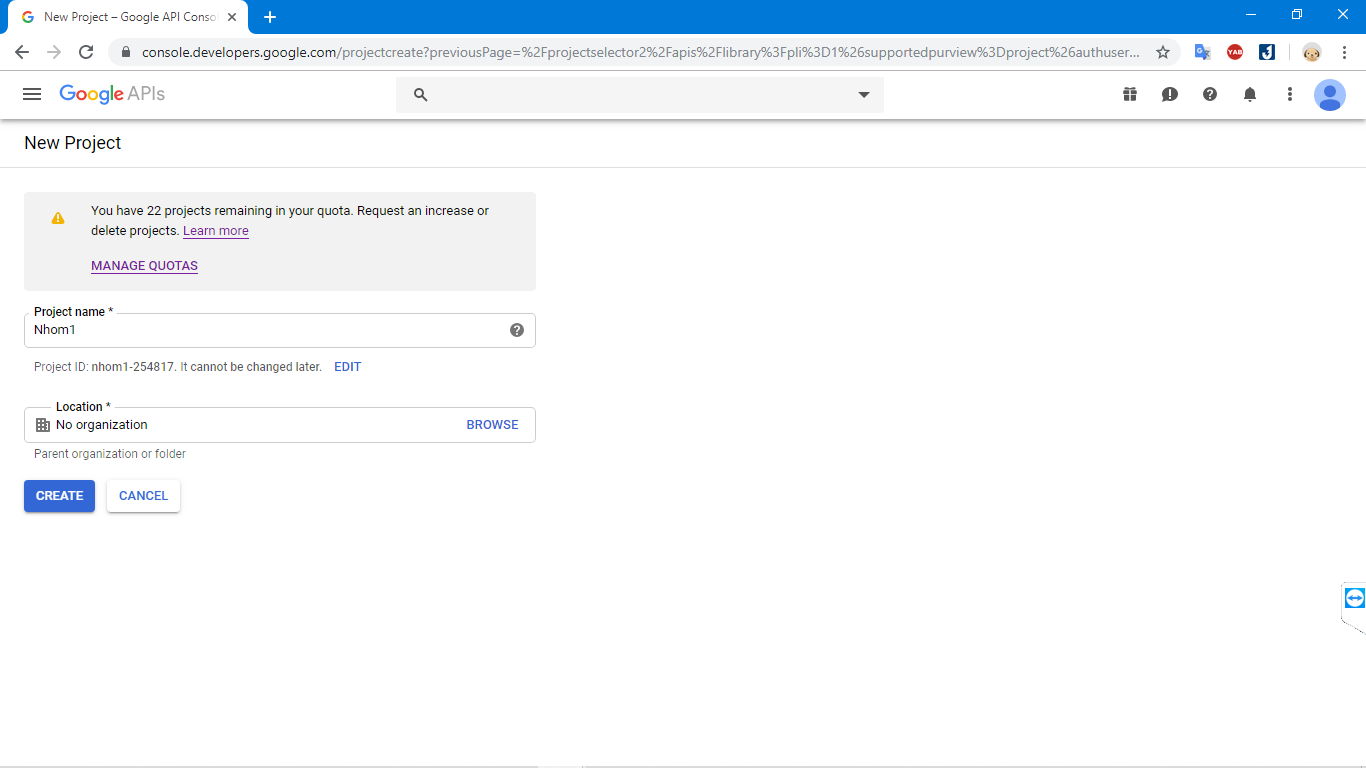 New Project – Google API Conso
console.developers.google.com/projectcreate?previousPage=%2Fprojectselector2%2Fapis%2Flibrary%3Fpli%3D1%26supportedpurview%3Dproject%26authuser...
YAB
Google APIs
New Project
You have 22 projects remaining in your quota. Request an increase or
delete projects. Learn more
MANAGE QUOTAS
Project name *
Nhom1
Project ID: nhom1-254817. It cannot be changed later. EDIT
Location *
No organization BROWSE
Parent organization or folder
CREATE CANCEL